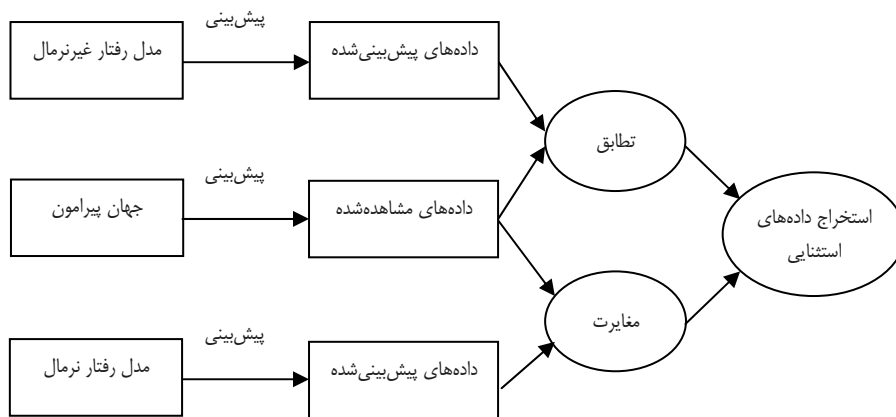 پیش‌بینی
مدل رفتار غیرنرمال
داده‌های پیش‌بینی‌شده
تطابق
پیش‌بینی
جهان پیرامون
داده‌های مشاهده‌شده
استخراج داده‌های
استثنایی
مغایرت
پیش‌بینی
مدل رفتار نرمال
داده‌های پیش‌بینی‌شده